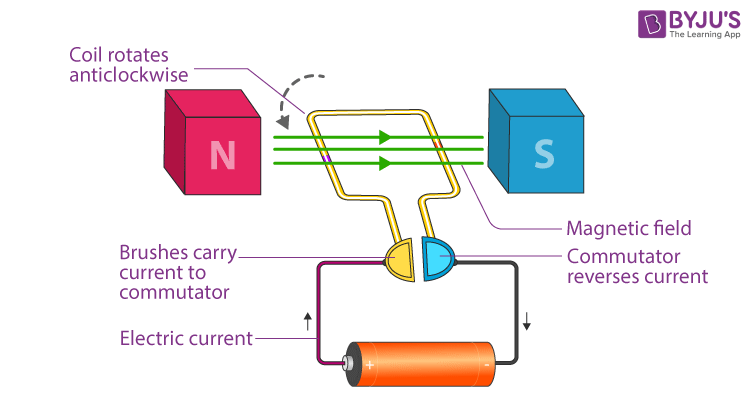 BYJU'S
The Learning App
Coil rotates
anticlockwise
N
S
Magnetic field
Brushes carry
current to
commutator
Commutator
reverses current
Electric current
+
-